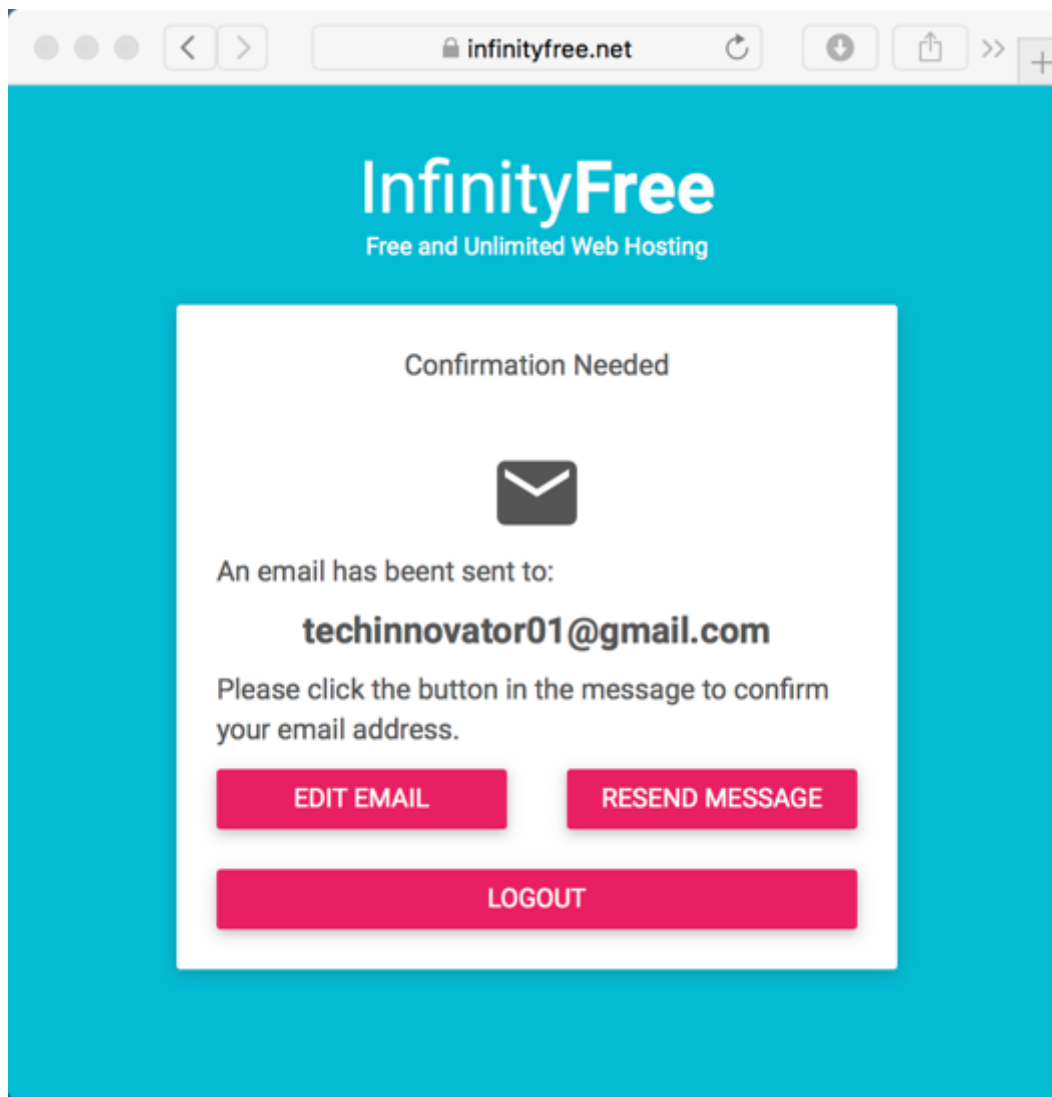 infinityfree.net
InfinityFree
Free and Unlimited Web Hosting
Confirmation Needed
An email has beent sent to:
techinnovator01@gmail.com
Please click the button in the message to confirm
your email address.
EDIT EMAIL
RESEND MESSAGE
LOGOUT